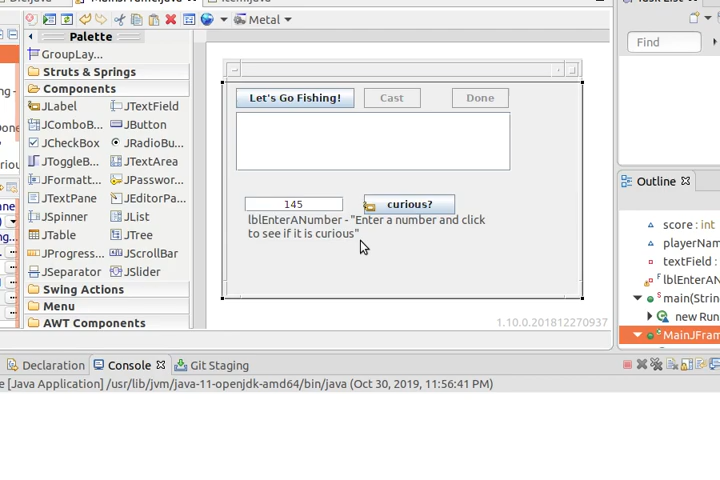 MainJFrame.java
Item.java
Task List
Metal
Palette
GroupLay...
Struts & Springs
Components
JLabel
JTextField
JComboB...
JButton
JCheckBox
JRadioBu...
JToggleB...
JTextArea
JFormatt...
JPasswor...
JTextPane
JEditorPa...
JSpinner
JList
JTable
JTree
JProgress...
JScrollBar
JSeparator
JSlider
Swing Actions
Menu
AWT Components
Let's Go Fishing!
Cast
Done
145
curious?
lblEnterANumber - "Enter a number and click
to see if it is curious"
1.10.0.201812270937
Find
Outline
score : int
playerNam
textField :
lblEnterAN
main(Strin
new Run
MainJFram
Declaration
Console
Git Staging
e [Java Application] /usr/lib/jvm/java-11-openjdk-amd64/bin/java (Oct 30, 2019, 11:56:41 PM)